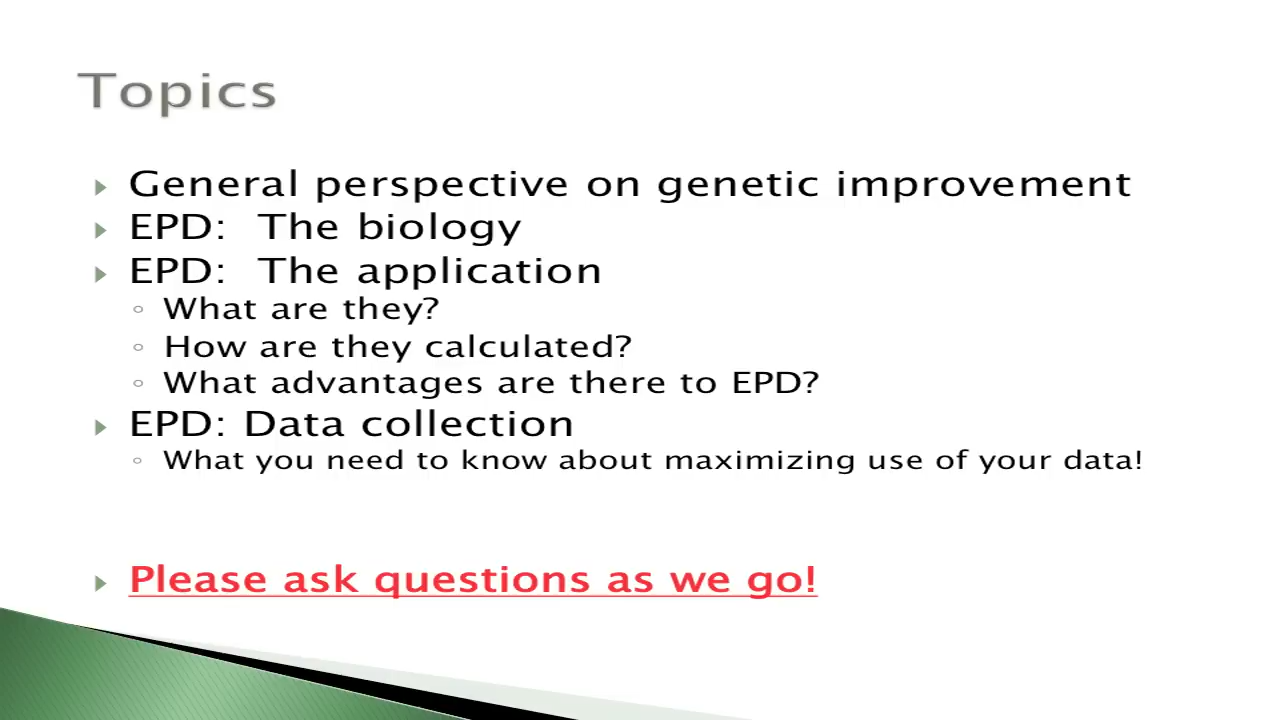 Topics
General perspective on genetic improvement
EPD:  The biology
EPD:  The application
What are they?
How are they calculated?
What advantages are there to EPD?
EPD: Data collection
What you need to know about maximizing use of your data!
Please ask questions as we go!